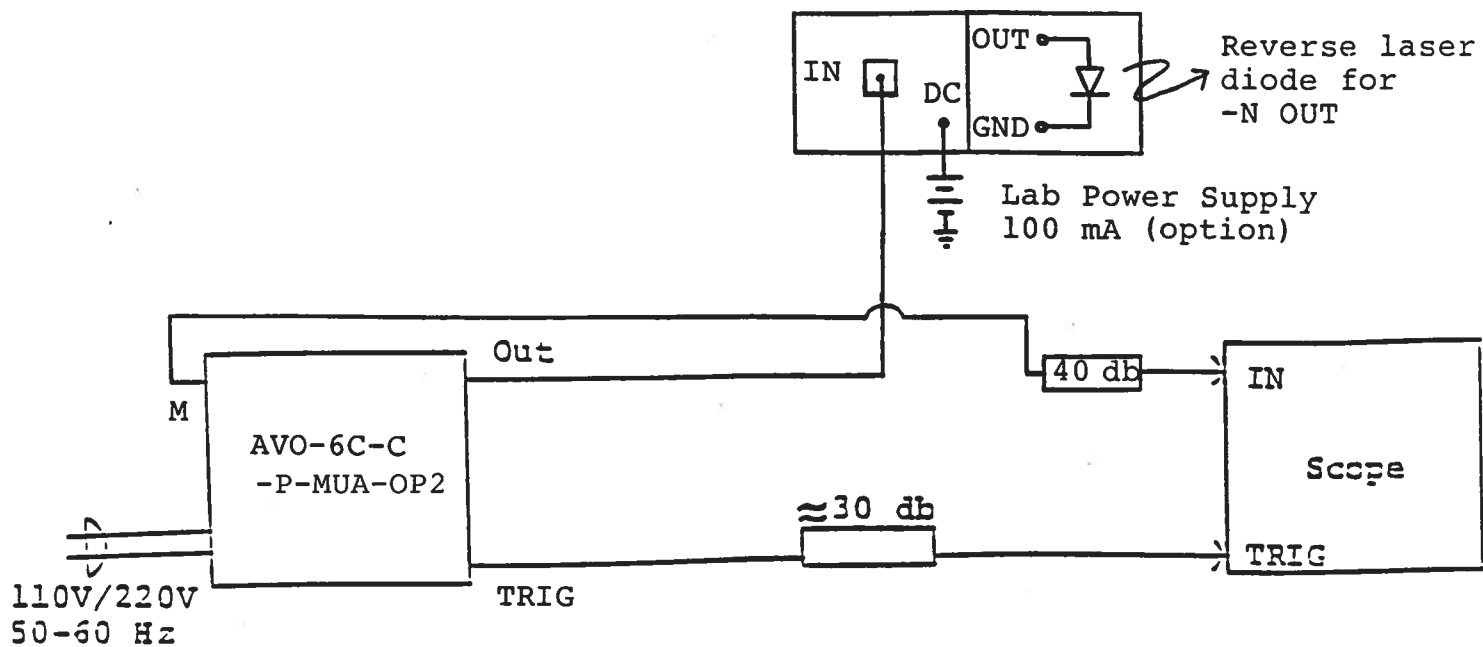 IN
DC
OUT
GND
Reverse laser
diode for
-N OUT
Lab Power Supply
100 mA (option)
Out
M
AVO-6C-C
-P-MUA-OP2
40 db
IN
Scope
≈30 db
TRIG
TRIG
110V/220V
50-60 Hz